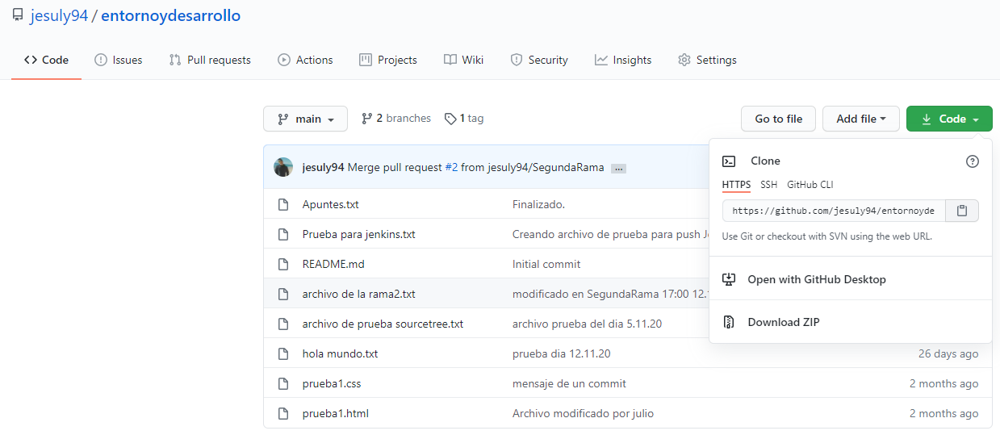 jesuly94 / entornoydesarrollo
Code Issues Pull requests Actions Projects Wiki Security Insights Settings
main 2 branches 1 tag Go to file Add file Code
jesuly94 Merge pull request #2 from jesuly94/SegundaRama ...
Clone
HTTPS SSH GitHub CLI
https://github.com/jesuly94/entornoyde
Use Git or checkout with SVN using the web URL.
Open with GitHub Desktop
Download ZIP
Apuntes.txt Finalizado.
Prueba para jenkins.txt Creando archivo de prueba para push
README.md Initial commit
archivo de la rama2.txt modificado en SegundaRama 17:00 12.
archivo de prueba sourcetree.txt archivo prueba del dia 5.11.20
hola mundo.txt prueba dia 12.11.20 26 days ago
prueba1.css mensaje de un commit 2 months ago
prueba1.html Archivo modificado por julio 2 months ago